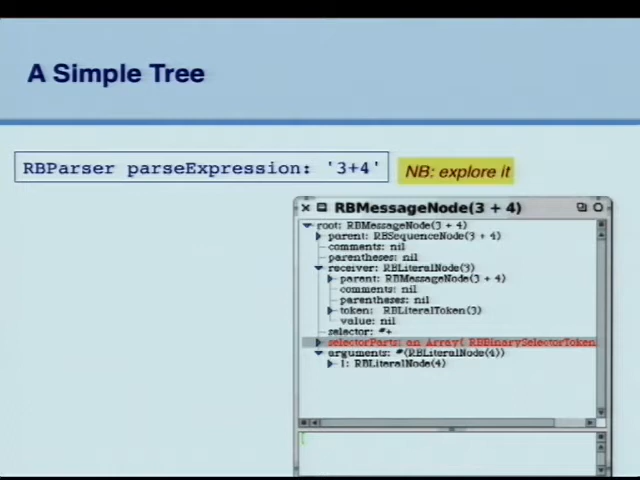 A Simple Tree
RBParser parseExpression: '3+4'
NB: explore it
RBMessageNode(3 + 4)
root: RBMessageNode(3 + 4)
parent: RBSequenceNode(3 + 4)
comments: nil
parentheses: nil
receiver: RBLiteralNode(3)
parent: RBMessageNode(3 + 4)
comments: nil
parentheses: nil
token: RBLiteralToken(3)
value: nil
selector: #+
selectorParts: an Array( RBBinarySelectorToken
arguments: #(RBLiteralNode(4))
1: RBLiteralNode(4)